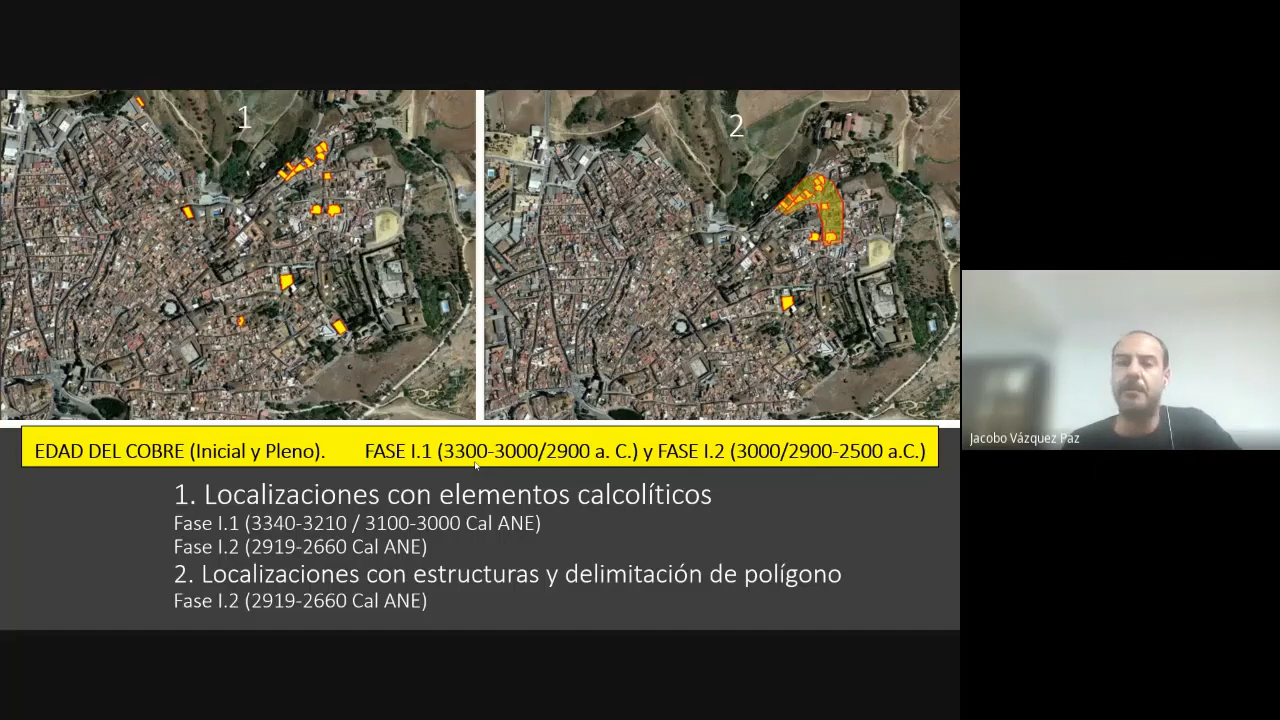 1
2
EDAD DEL COBRE (Inicial y Pleno). FASE I.1 (3300-3000/2900 a. C.) y FASE I.2 (3000/2900-2500 a.C.)
1. Localizaciones con elementos calcolíticos
Fase I.1 (3340-3210 / 3100-3000 Cal ANE)
Fase I.2 (2919-2660 Cal ANE)
2. Localizaciones con estructuras y delimitación de polígono
Fase I.2 (2919-2660 Cal ANE)
Jacobo Vázquez Paz